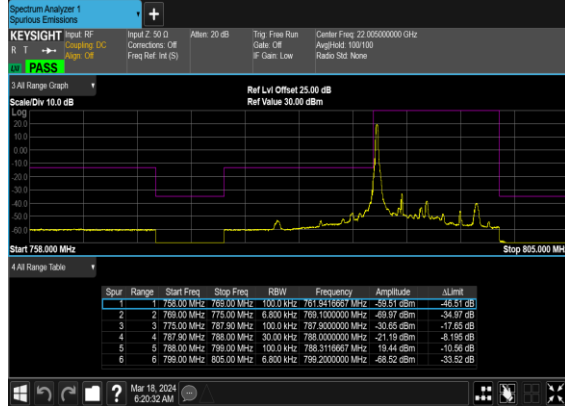 Spectrum Analyzer 1
Spurious Emissions
+
KEYSIGHT Input: RF Input Z: 50 Ω Atten: 20 dB Trig: Free Run Center Freq: 22.005000000 GHz
R T Coupling: DC Corrections: Off Gate: Off Avg|Hold: 100/100
Align: Off Freq Ref: Int (S) IF Gain: Low Radio Std: None
PASS
3 All Range Graph
Ref Lvl Offset 25.00 dB
Scale/Div 10.0 dB Ref Value 30.00 dBm
Log
20.0
10.0
0.00
-10.0
-20.0
-30.0
-40.0
-50.0
-60.0
Start 758.000 MHz Stop 805.000 MH
4 All Range Table
Spur Range Start Freq Stop Freq RBW Frequency Amplitude ΔLimit
1 1 758.00 MHz 769.00 MHz 100.0 kHz 761.9416667 MHz -59.51 dBm -46.51 dB
2 2 769.00 MHz 775.00 MHz 6.800 kHz 769.1000000 MHz -69.97 dBm -34.97 dB
3 3 775.00 MHz 787.90 MHz 100.0 kHz 787.9000000 MHz -30.65 dBm -17.65 dB
4 4 787.90 MHz 788.00 MHz 30.00 kHz 788.0000000 MHz -21.19 dBm -8.195 dB
5 5 788.00 MHz 799.00 MHz 100.0 kHz 788.3116667 MHz 19.44 dBm -10.56 dB
6 6 799.00 MHz 805.00 MHz 6.800 kHz 799.2000000 MHz -68.52 dBm -33.52 dB
? Mar 18, 2024
6:20:32 AM